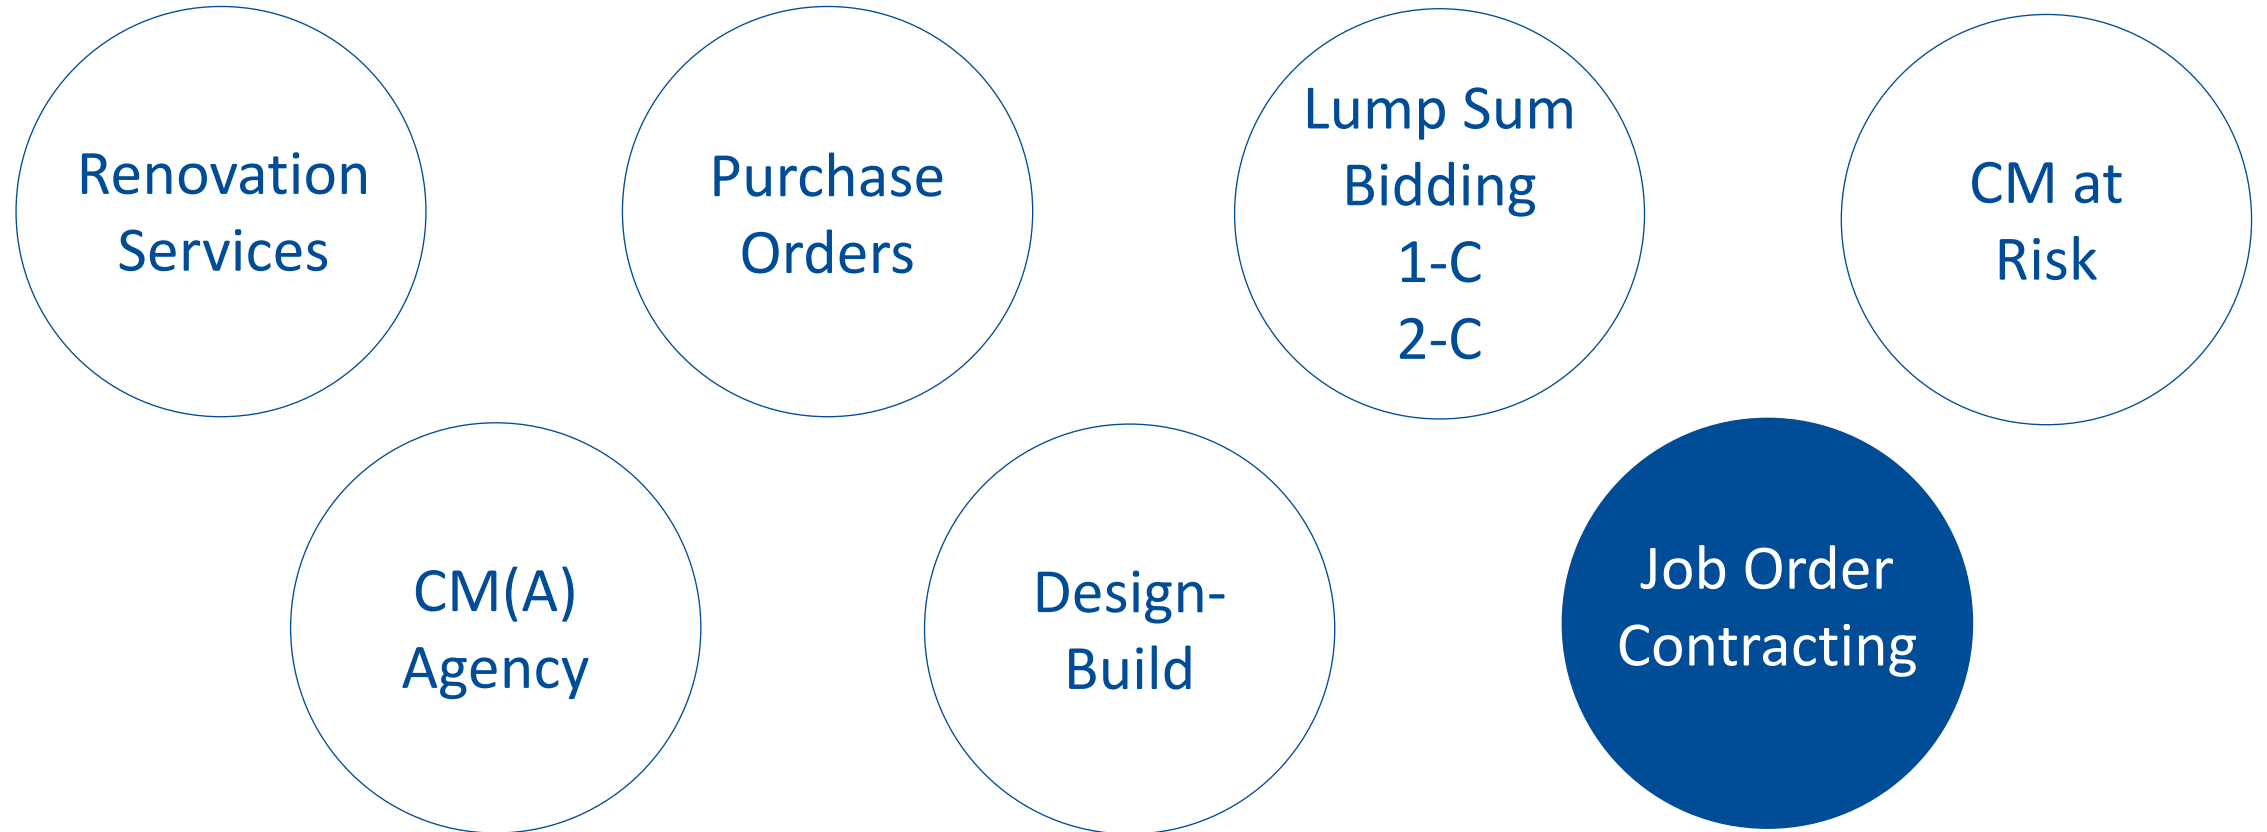 Renovation
Services
Purchase
Orders
Lump Sum
Bidding
1-C
2-C
CM at
Risk
CM(A)
Agency
Design-
Build
Job Order
Contracting